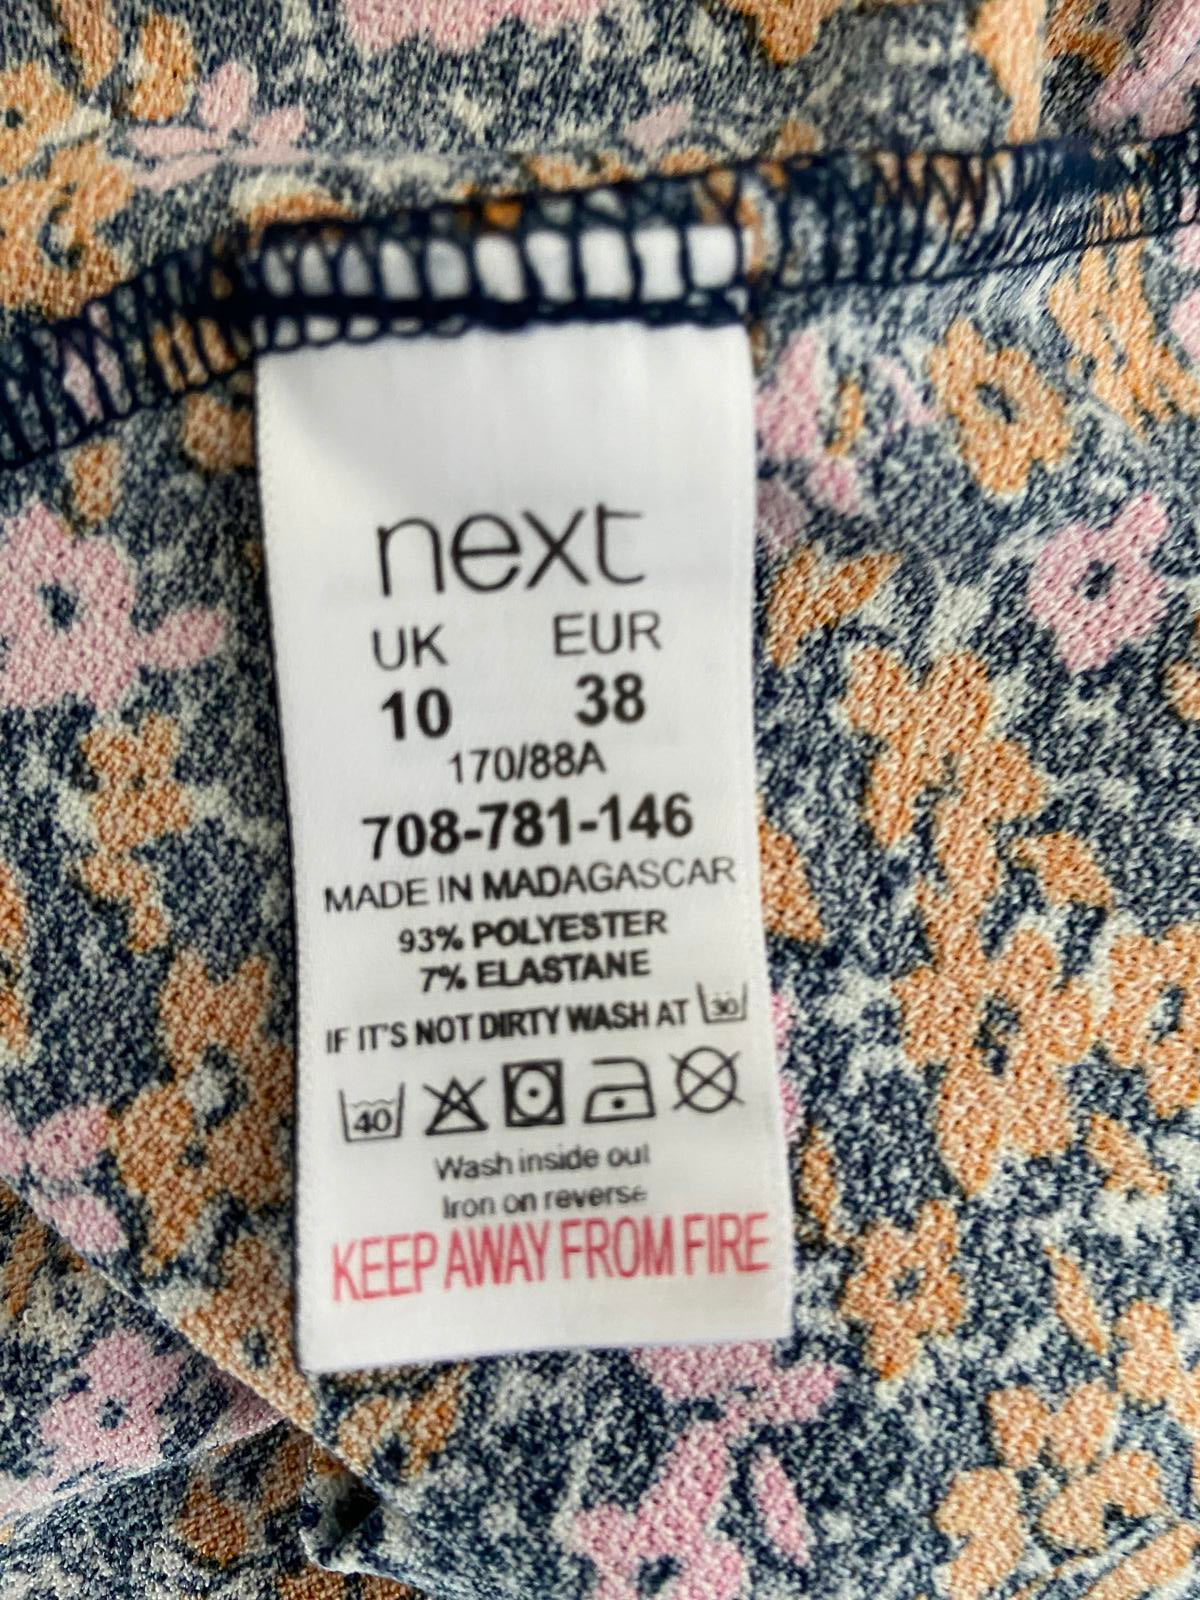 next
UK EUR
10 38
170/88A
708-781-146
MADE IN MADAGASCAR
93% POLYESTER
7% ELASTANE
IF IT'S NOT DIRTY WASH AT 30
40
Wash inside out
Iron on reverse
KEEP AWAY FROM FIRE